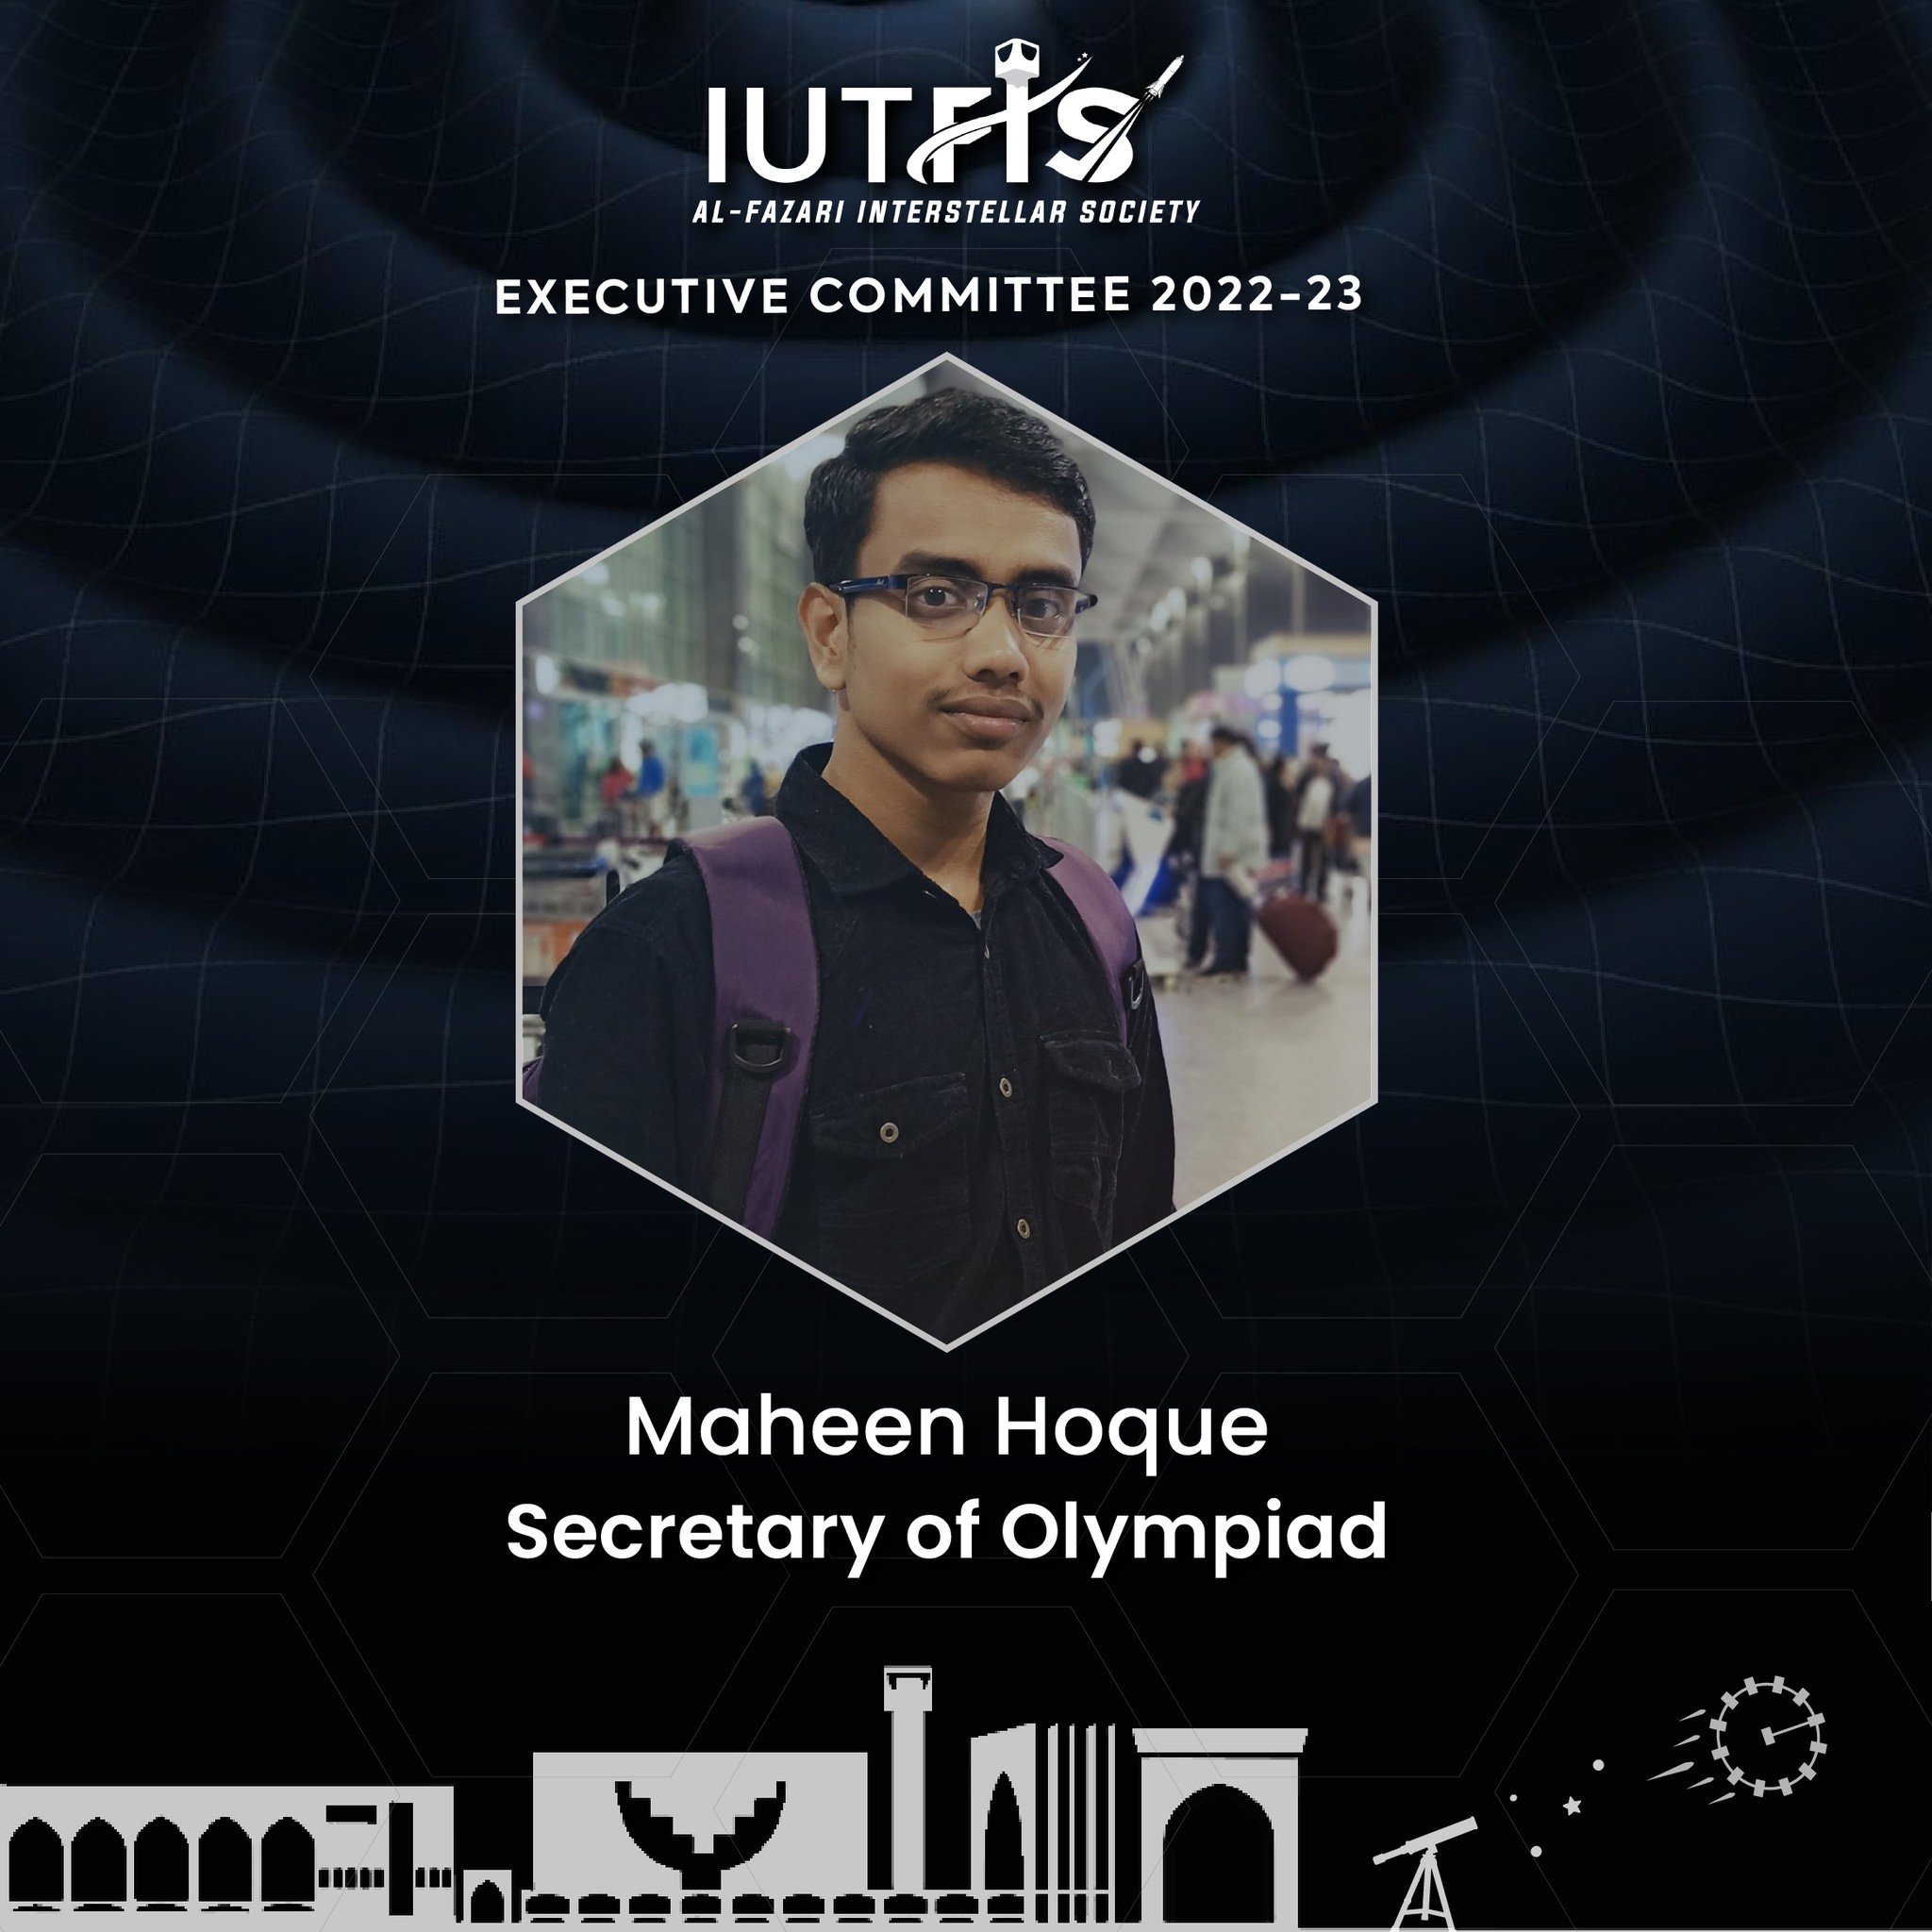 IUTFIS
AL-FAZARI INTERSTELLAR SOCIETY
EXECUTIVE COMMITTEE 2022-23
Maheen Hoque
Secretary of Olympiad